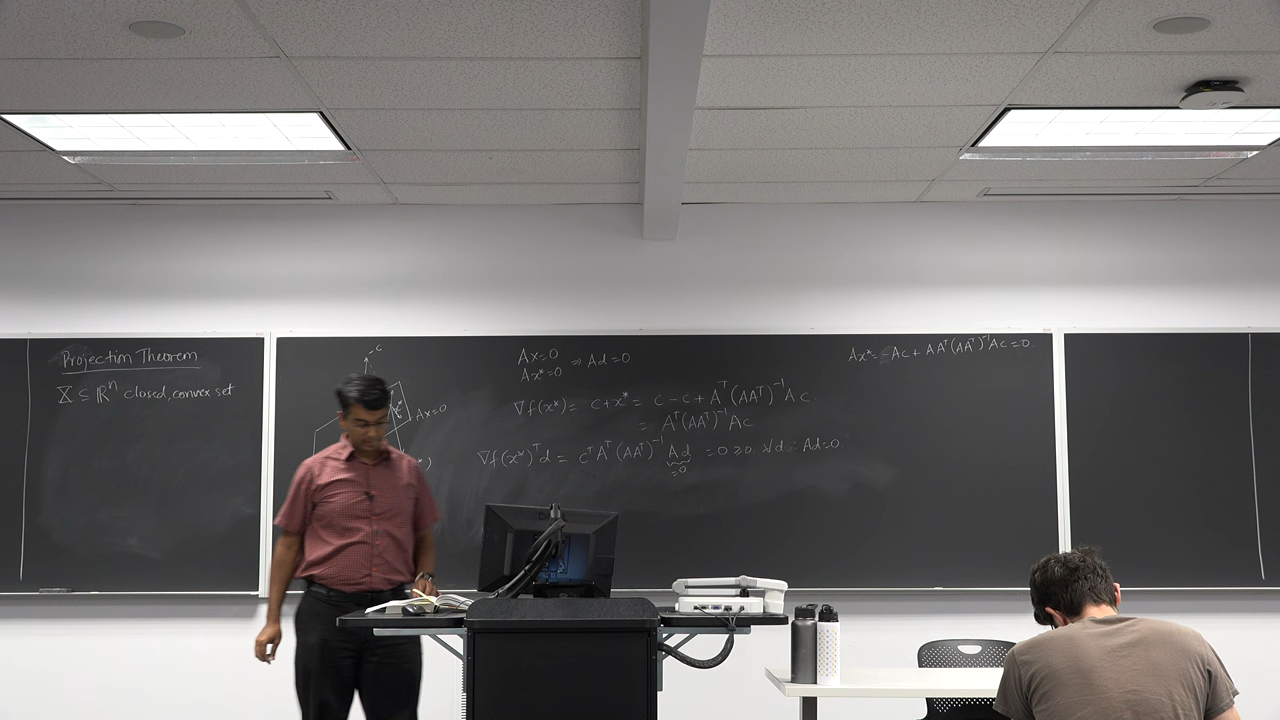 Projection Theorem
X ⊆ ℝⁿ closed, convex set
c
x*
Ax=0
Ax=0
Ax*=0 ⇒ Ad=0
∇f(x*) = c+x* = c-c+Aᵀ(AAᵀ)⁻¹Ac
= Aᵀ(AAᵀ)⁻¹Ac
∇f(x*)ᵀd = cᵀAᵀ(AAᵀ)⁻¹Ad = 0 ≥ 0 ∀d : Ad=0
=0
Ax* = -Ac + AAᵀ(AAᵀ)⁻¹Ac = 0